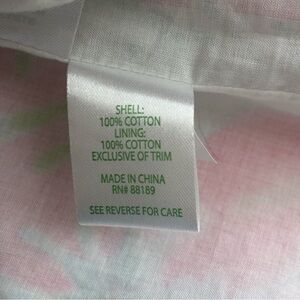 SHELL:
100% COTTON
LINING:
100% COTTON
EXCLUSIVE OF TRIM
MADE IN CHINA
RN# 88189
SEE REVERSE FOR CARE